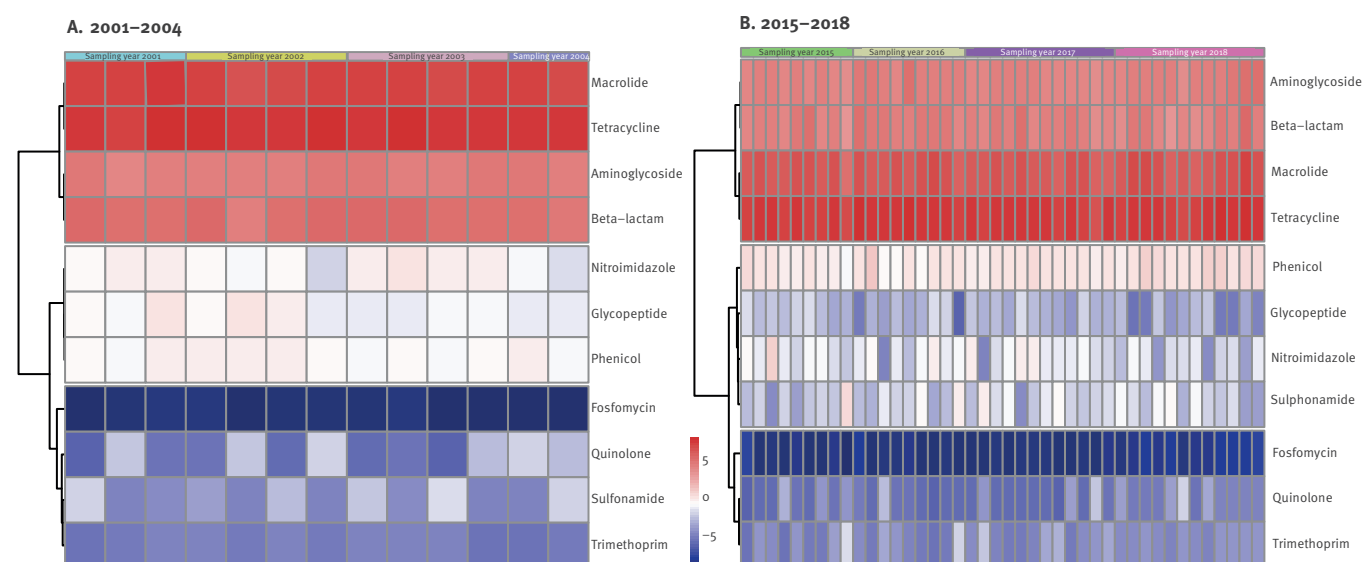 A. 2001–2004
Sampling year 2001
Sampling year 2002
Sampling year 2003
Sampling year 2004
Macrolide
Tetracycline
Aminoglycoside
Beta–lactam
Nitroimidazole
Glycopeptide
Phenicol
Fosfomycin
Quinolone
Sulfonamide
Trimethoprim
5
0
–5
B. 2015–2018
Sampling year 2015
Sampling year 2016
Sampling year 2017
Sampling year 2018
Aminoglycoside
Beta–lactam
Macrolide
Tetracycline
Phenicol
Glycopeptide
Nitroimidazole
Sulphonamide
Fosfomycin
Quinolone
Trimethoprim